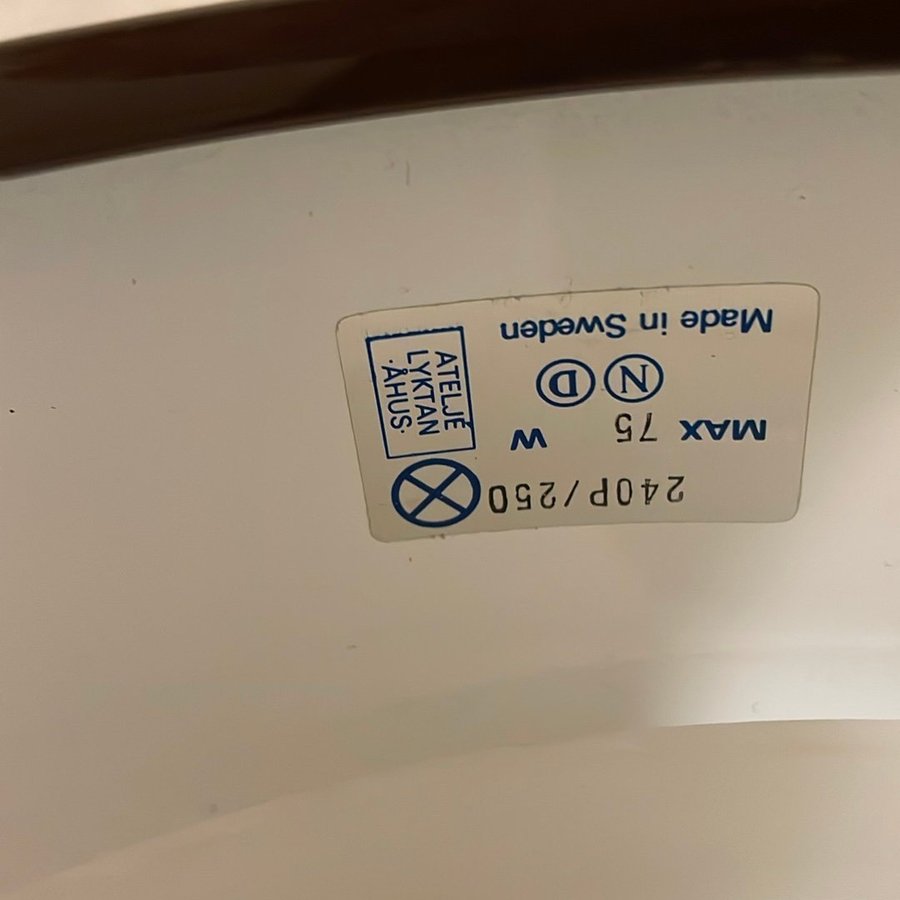 240P/250
MAX 75 W
N D
Made in Sweden
ATELJÉ
LYKTAN
·ÅHUS·